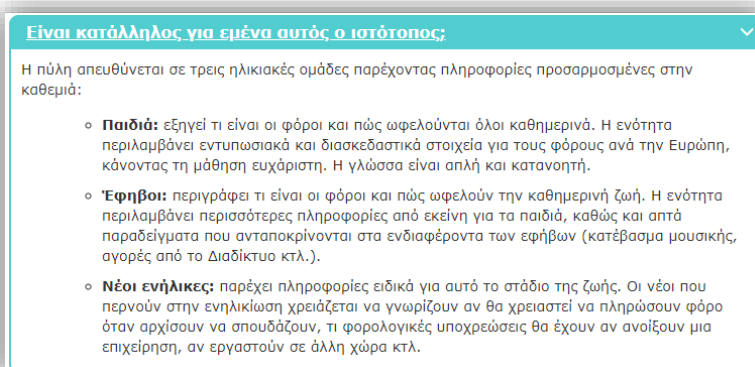 Είναι κατάλληλος για εμένα αυτός ο ιστότοπος;
Η πύλη απευθύνεται σε τρεις ηλικιακές ομάδες παρέχοντας πληροφορίες προσαρμοσμένες στην
καθεμιά:
Παιδιά: εξηγεί τι είναι οι φόροι και πώς ωφελούνται όλοι καθημερινά. Η ενότητα
περιλαμβάνει εντυπωσιακά και διασκεδαστικά στοιχεία για τους φόρους ανά την Ευρώπη,
κάνοντας τη μάθηση ευχάριστη. Η γλώσσα είναι απλή και κατανοητή.
Έφηβοι: περιγράφει τι είναι οι φόροι και πώς ωφελούν την καθημερινή ζωή. Η ενότητα
περιλαμβάνει περισσότερες πληροφορίες από εκείνη για τα παιδιά, καθώς και απτά
παραδείγματα που ανταποκρίνονται στα ενδιαφέροντα των εφήβων (κατέβασμα μουσικής,
αγορές από το Διαδίκτυο κτλ.).
Νέοι ενήλικες: παρέχει πληροφορίες ειδικά για αυτό το στάδιο της ζωής. Οι νέοι που
περνούν στην ενηλικίωση χρειάζεται να γνωρίζουν αν θα χρειαστεί να πληρώσουν φόρο
όταν αρχίσουν να σπουδάζουν, τι φορολογικές υποχρεώσεις θα έχουν αν ανοίξουν μια
επιχείρηση, αν εργαστούν σε άλλη χώρα κτλ.